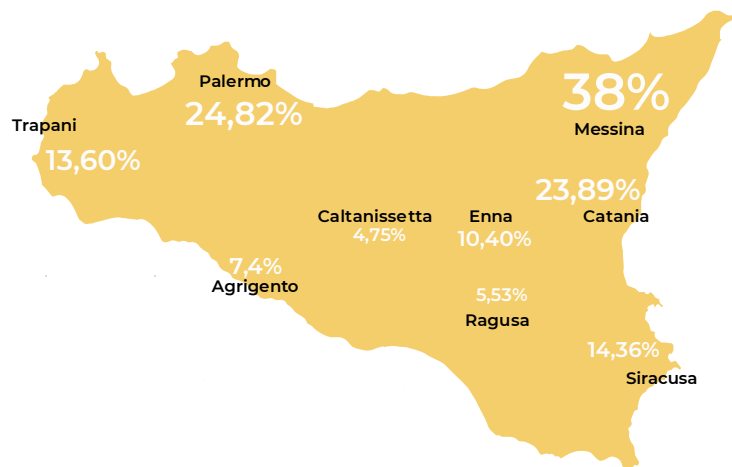 Palermo
24,82%
38%
Messina
Trapani
13,60%
23,89%
Catania
Caltanissetta
4,75%
Enna
10,40%
7,4%
Agrigento
5,53%
Ragusa
14,36%
Siracusa